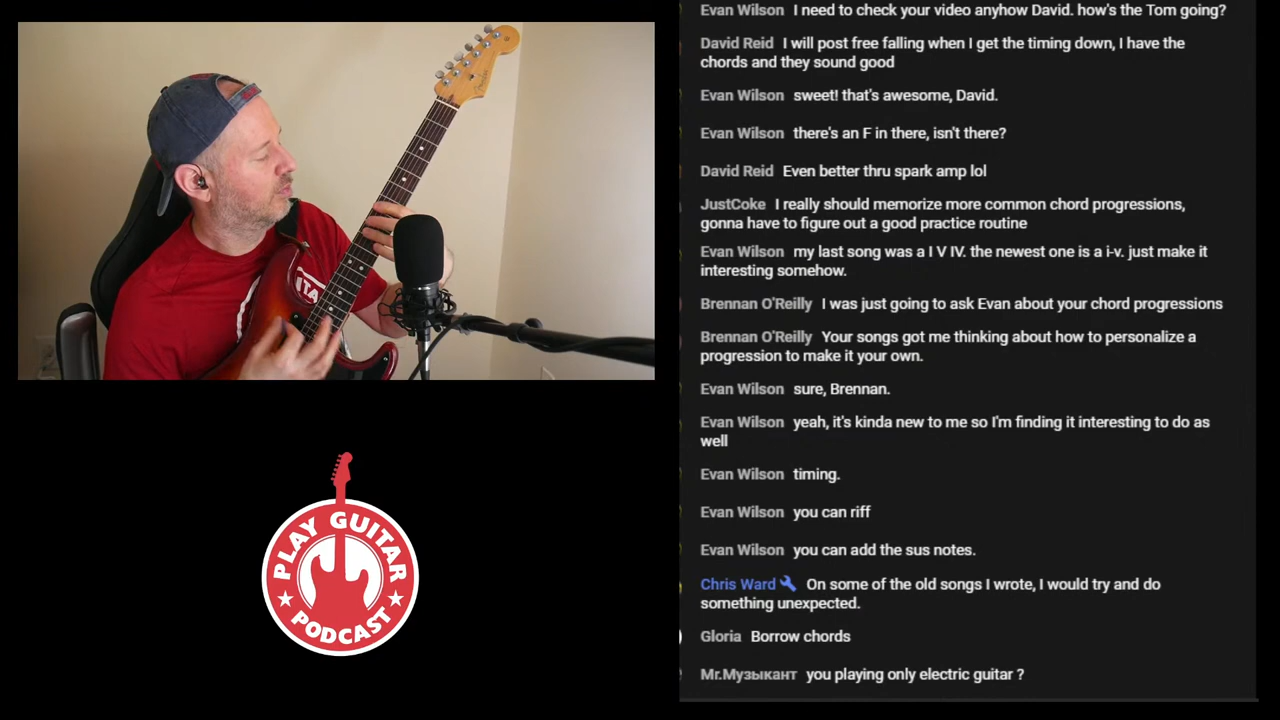 Fender
ITA
PLAY GUITAR
PODCAST
Evan Wilson I need to check your video anyhow David. how's the Tom going?
David Reid I will post free falling when I get the timing down, I have the
chords and they sound good
Evan Wilson sweet! that's awesome, David.
Evan Wilson there's an F in there, isn't there?
David Reid Even better thru spark amp lol
JustCoke I really should memorize more common chord progressions,
gonna have to figure out a good practice routine
Evan Wilson my last song was a I V IV. the newest one is a i-v. just make it
interesting somehow.
Brennan O'Reilly I was just going to ask Evan about your chord progressions
Brennan O'Reilly Your songs got me thinking about how to personalize a
progression to make it your own.
Evan Wilson sure, Brennan.
Evan Wilson yeah, it's kinda new to me so I'm finding it interesting to do as
well
Evan Wilson timing.
Evan Wilson you can riff
Evan Wilson you can add the sus notes.
Chris Ward On some of the old songs I wrote, I would try and do
something unexpected.
Gloria Borrow chords
Mr.Музыкант you playing only electric guitar ?